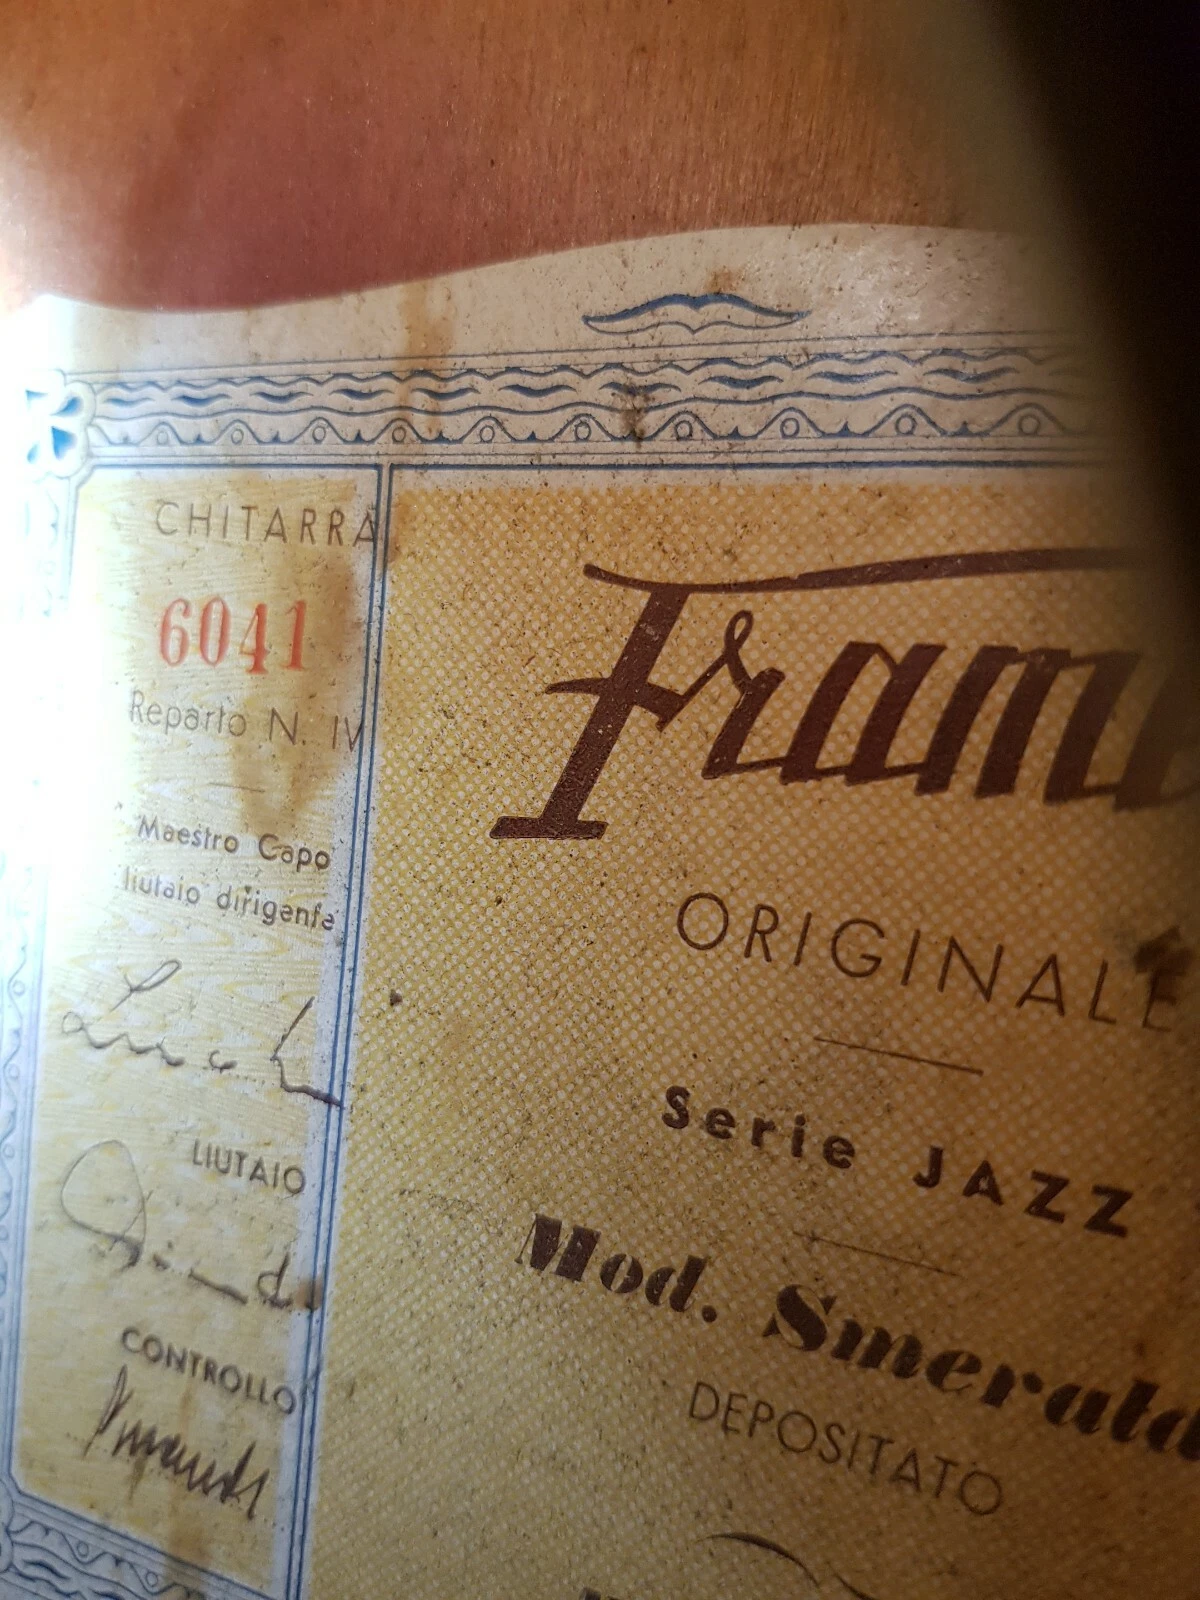 CHITARRA
6041
Reparto N. IV
Maestro Capo
liutaio dirigente
LIUTAIO
CONTROLLO
Fram
ORIGINALE
Serie JAZZ
Mod. Smerald
DEPOSITATO